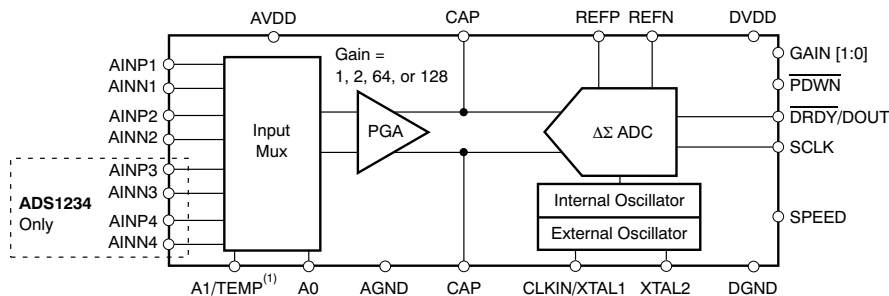 AVDD
CAP
REFP
REFN
DVDD
AINP1
AINN1
AINP2
AINN2
AINP3
AINN3
AINP4
AINN4
ADS1234
Only
Input
Mux
Gain =
1, 2, 64, or 128
PGA
ΔΣ ADC
Internal Oscillator
External Oscillator
GAIN [1:0]
PDWN
DRDY/DOUT
SCLK
SPEED
A1/TEMP(1)
A0
AGND
CAP
CLKIN/XTAL1
XTAL2
DGND